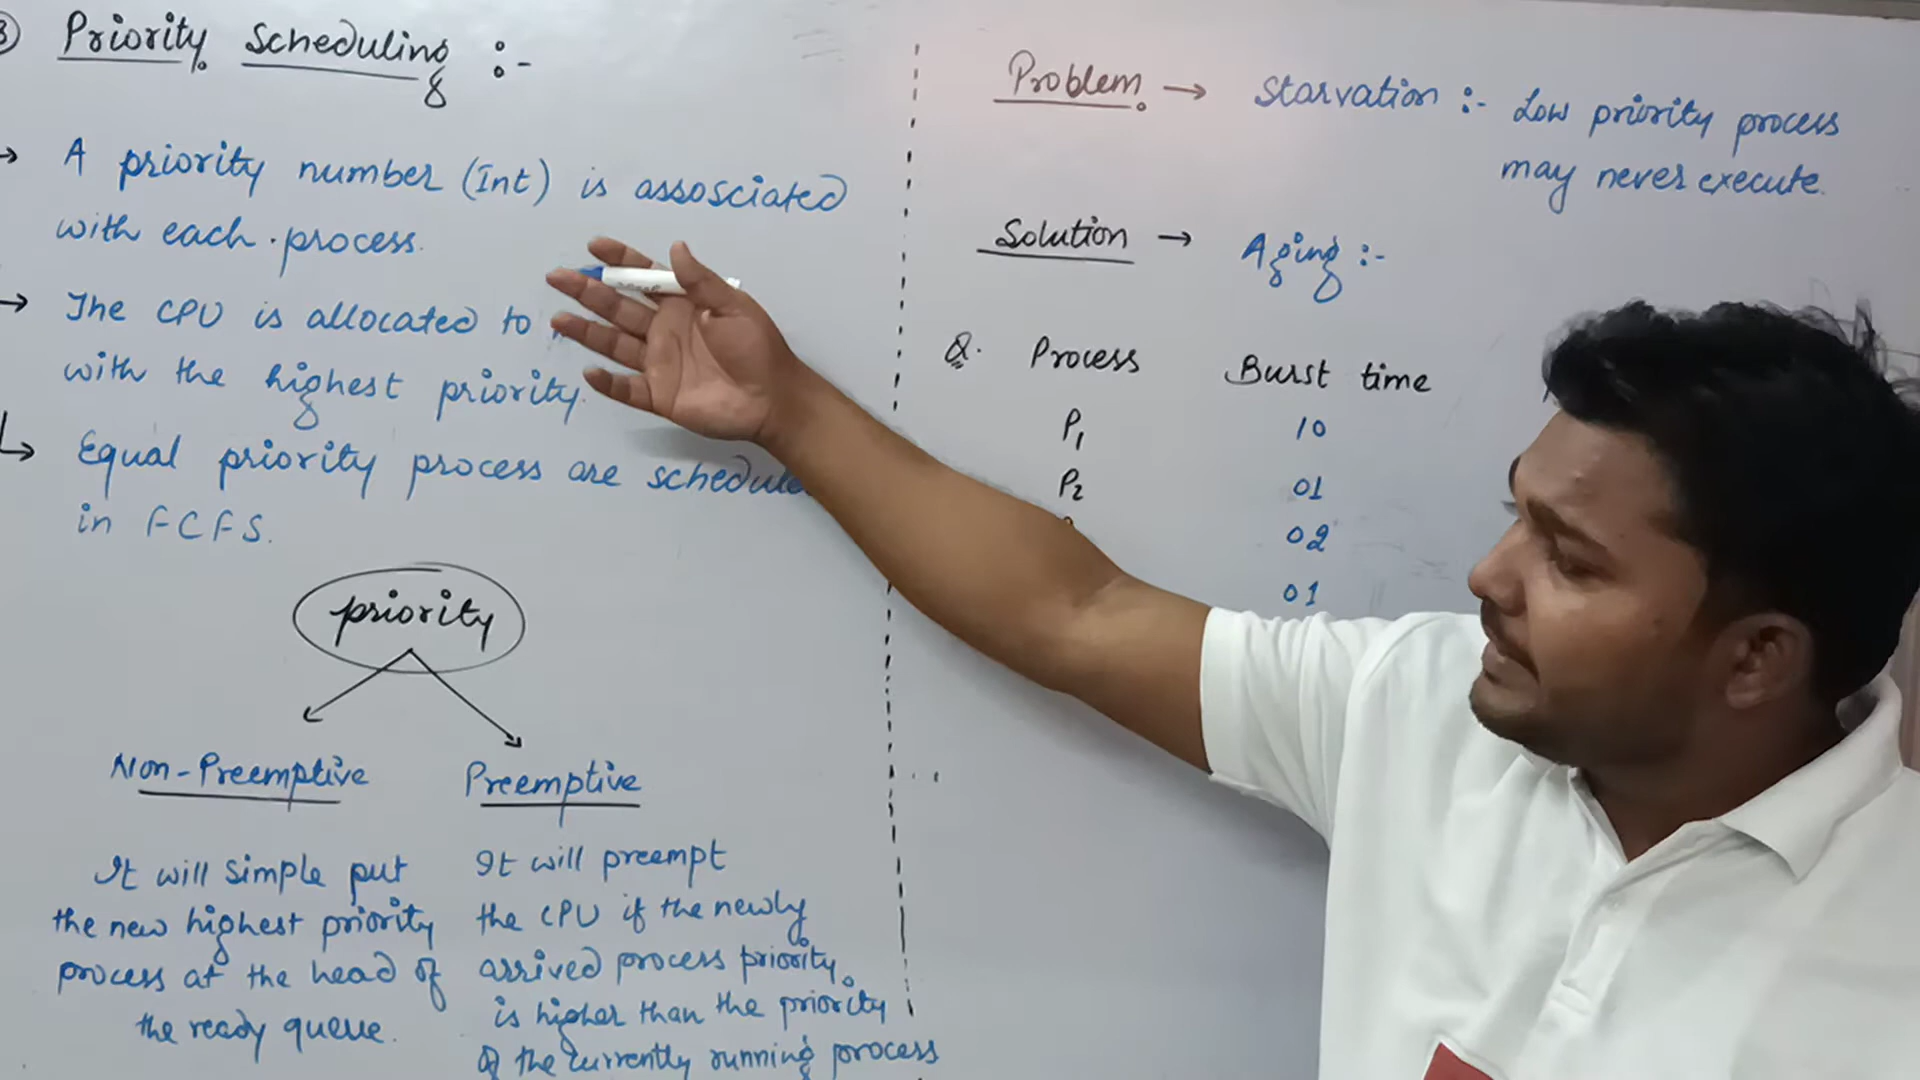 Priority Scheduling :-
→ A priority number (Int) is assosciated
with each process.
→ The CPU is allocated to
with the highest priority.
↳ Equal priority process are
in FCFS.
priority
Non-Preemptive
It will simple put
the new highest priority
process at the head of
the ready queue.
Preemptive
It will preempt
the CPU if the newly
arrived process priority
is higher than the priority
of the currently running process
Problem → Starvation :- Low priority process
may never execute.
Solution → Aging :-
Q. Process Burst time
P1 10
P2 01
02
01